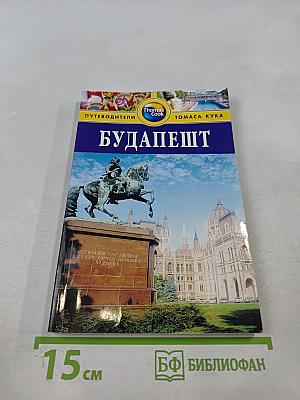 Thomas
Cook
ПУТЕВОДИТЕЛИ ТОМАСА КУКА
БУДАПЕШТ
15 см
БФ БИБЛИОФАН